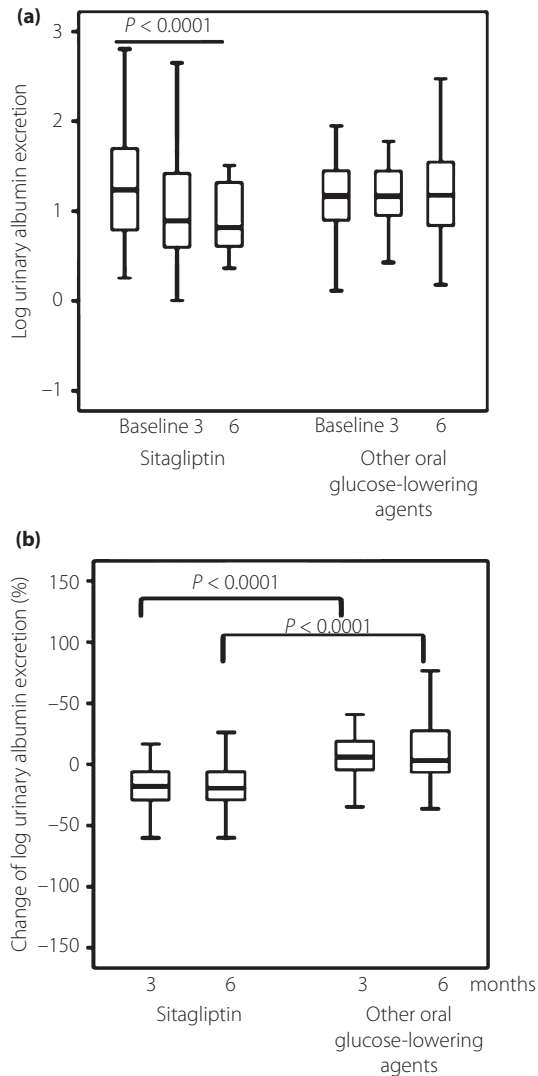 (a)
P < 0.0001
3
2
1
0
−1
Log urinary albumin excretion
Baseline 3 6 Baseline 3 6
Sitagliptin Other oral
glucose-lowering
agents
(b)
P < 0.0001
P < 0.0001
150
100
−50
0
−50
−100
−150
Change of log urinary albumin excretion (%)
3 6 3 6 months
Sitagliptin Other oral
glucose-lowering
agents